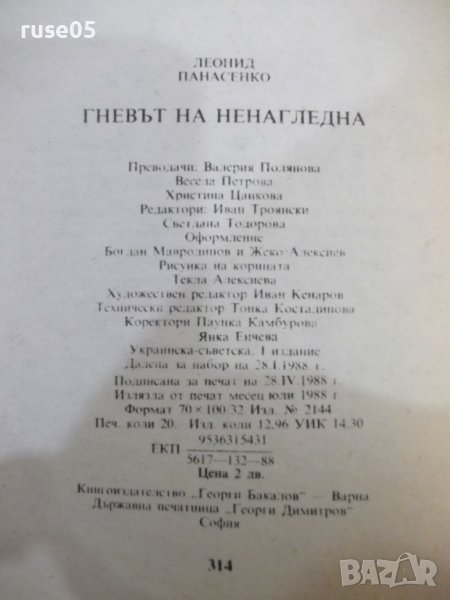 ruse05
ЛЕОНИД
ПАНАСЕНКО
ГНЕВЪТ НА НЕНАГЛЕДНА
Преводачи: Валерия Полянова
Весела Петрова
Христина Цанкова
Редактори: Иван Троянски
Светлана Тодорова
Оформление
Богдан Мавродинов и Жеко Алексиев
Рисунка на корицата
Текла Алексиева
Художествен редактор Иван Кенаров
Технически редактор Тонка Костадинова
Коректори Паунка Камбурова
Янка Енчева
Украинска-съветска. I издание
Дадена за набор на 28.I.1988 г.
Подписана за печат на 28.IV.1988 г.
Излязла от печат месец юли 1988 г.
Формат 70×100.32 Изд. № 2144
Печ. коли 20. Изд. коли 12,96 УИК 14,30
9536315431
ЕКП
5617—132—88
Цена 2 лв.
Книгоиздателство „Георги Бакалов" — Варна
Държавна печатница „Георги Димитров"
София
314
BAZAR
bg